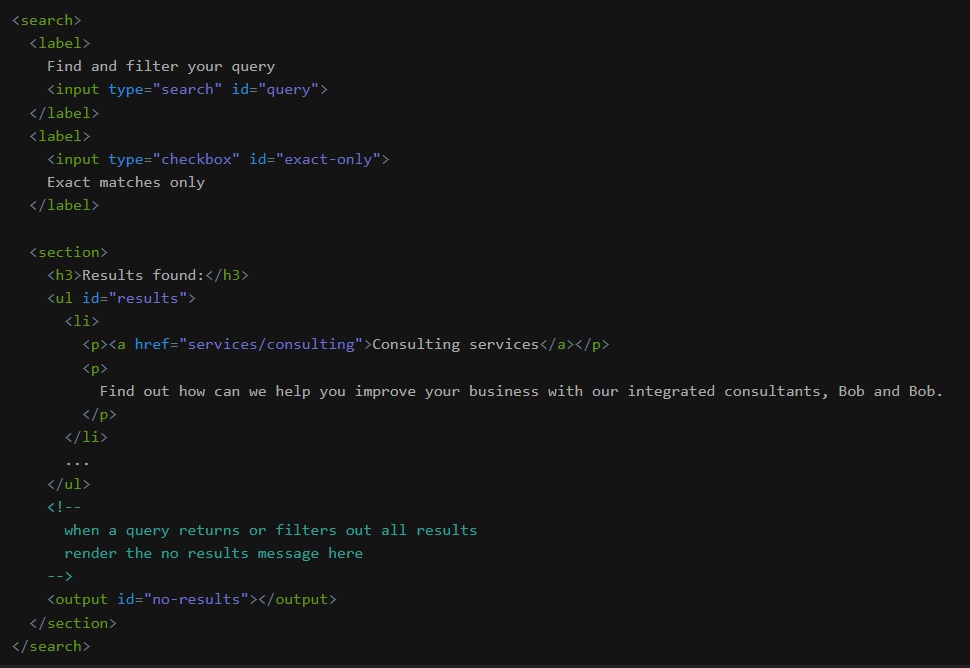 <search>
  <label>
    Find and filter your query
    <input type="search" id="query">
  </label>
  <label>
    <input type="checkbox" id="exact-only">
    Exact matches only
  </label>

  <section>
    <h3>Results found:</h3>
    <ul id="results">
      <li>
        <p><a href="services/consulting">Consulting services</a></p>
        <p>
          Find out how can we help you improve your business with our integrated consultants, Bob and Bob.
        </p>
      </li>
      ...
    </ul>
    <!--
      when a query returns or filters out all results
      render the no results message here
    -->
    <output id="no-results"></output>
  </section>
</search>